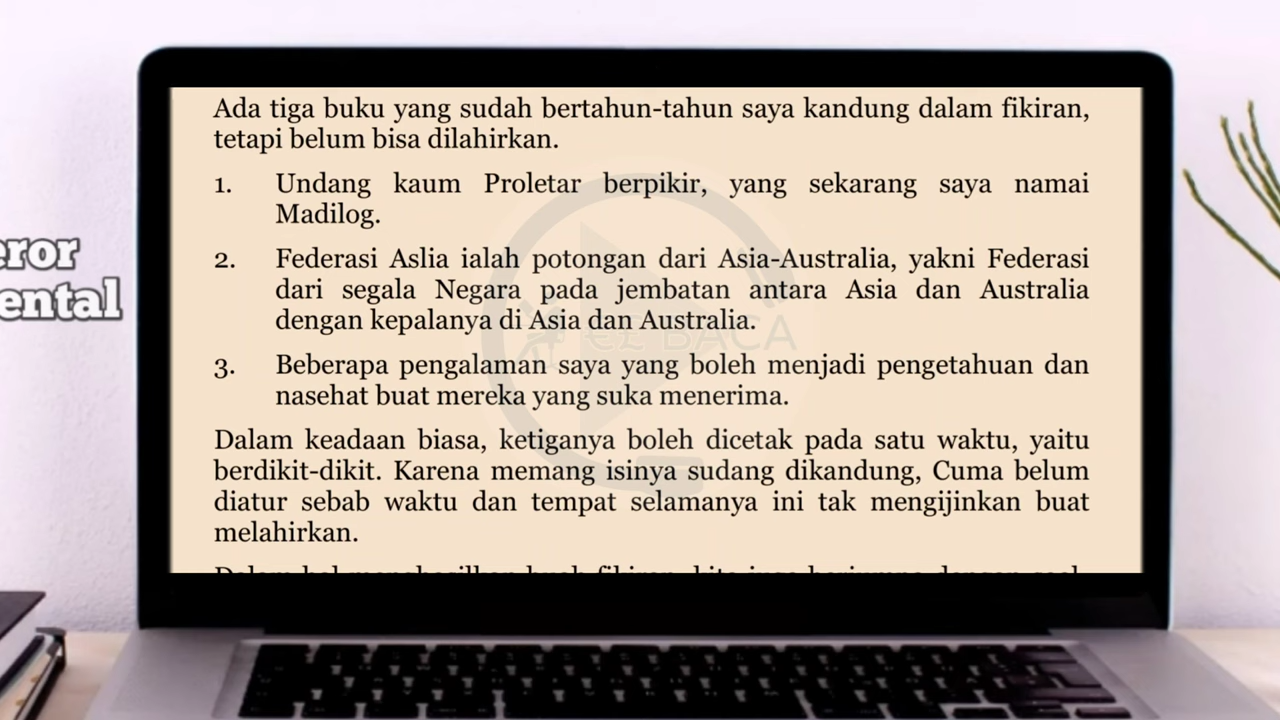 Ada tiga buku yang sudah bertahun-tahun saya kandung dalam fikiran,
tetapi belum bisa dilahirkan.
1. Undang kaum Proletar berpikir, yang sekarang saya namai
Madilog.
2. Federasi Aslia ialah potongan dari Asia-Australia, yakni Federasi
dari segala Negara pada jembatan antara Asia dan Australia
dengan kepalanya di Asia dan Australia.
3. Beberapa pengalaman saya yang boleh menjadi pengetahuan dan
nasehat buat mereka yang suka menerima.
Dalam keadaan biasa, ketiganya boleh dicetak pada satu waktu, yaitu
berdikit-dikit. Karena memang isinya sudang dikandung, Cuma belum
diatur sebab waktu dan tempat selamanya ini tak mengijinkan buat
melahirkan.
BACA